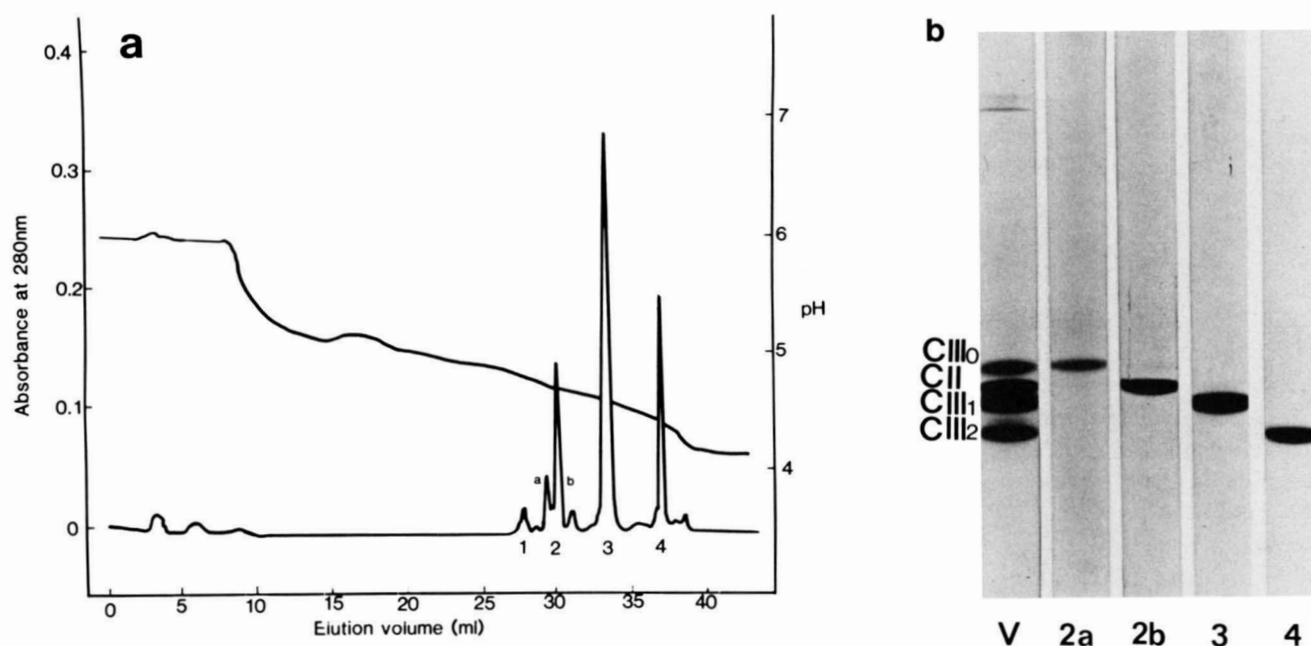 a
0.4
0.3
0.2
0.1
0
Absorbance at 280nm
7
6
5
4
pH
a
b
1 2 3 4
0 5 10 15 20 25 30 35 40
Elution volume (ml)
b
CIII0
CII
CIII1
CIII2
V 2a 2b 3 4